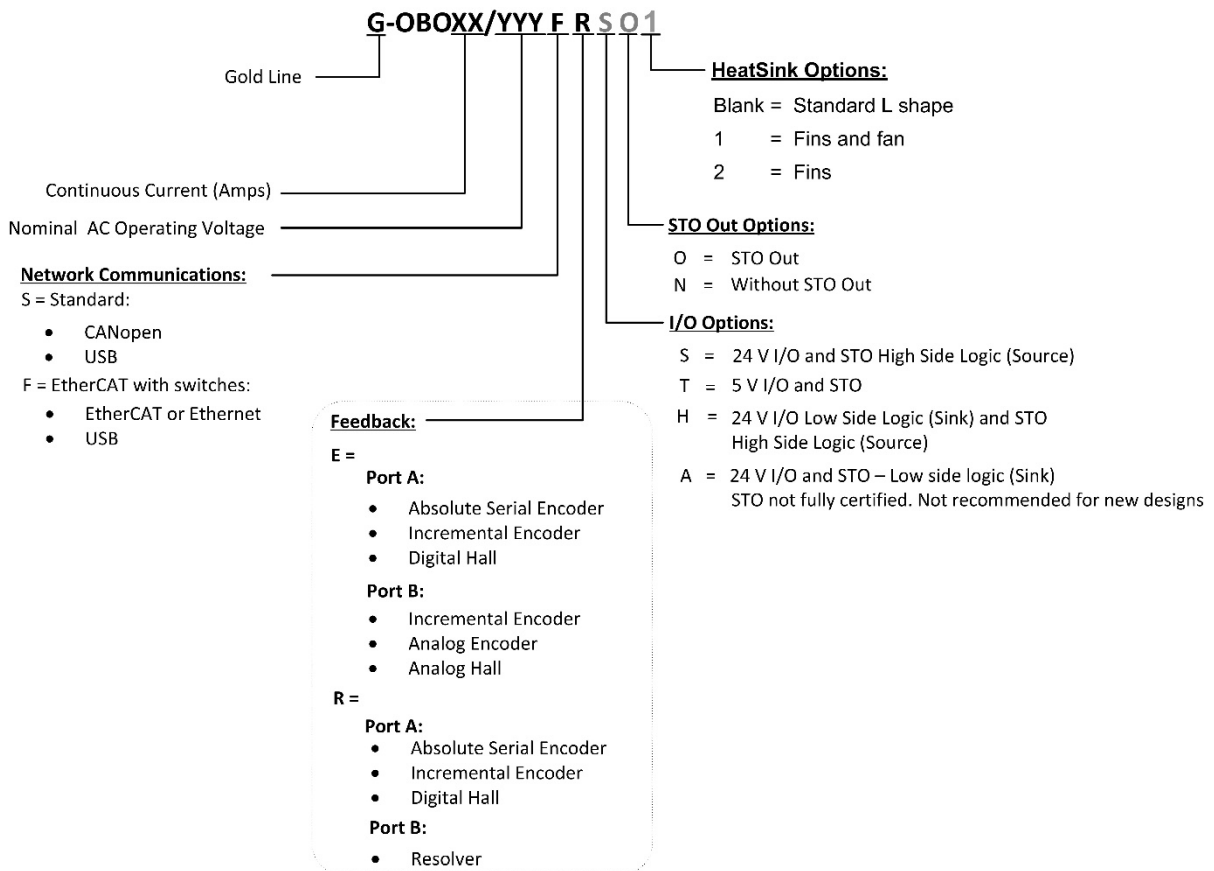 G-OBOXX/YYY F R S O 1
Gold Line
Continuous Current (Amps)
Nominal AC Operating Voltage
Network Communications:
S = Standard:
• CANopen
• USB
F = EtherCAT with switches:
• EtherCAT or Ethernet
• USB
Feedback:
E =
Port A:
• Absolute Serial Encoder
• Incremental Encoder
• Digital Hall
Port B:
• Incremental Encoder
• Analog Encoder
• Analog Hall
R =
Port A:
• Absolute Serial Encoder
• Incremental Encoder
• Digital Hall
Port B:
• Resolver
HeatSink Options:
Blank = Standard L shape
1 = Fins and fan
2 = Fins
STO Out Options:
O = STO Out
N = Without STO Out
I/O Options:
S = 24 V I/O and STO High Side Logic (Source)
T = 5 V I/O and STO
H = 24 V I/O Low Side Logic (Sink) and STO
High Side Logic (Source)
A = 24 V I/O and STO – Low side logic (Sink)
STO not fully certified. Not recommended for new designs